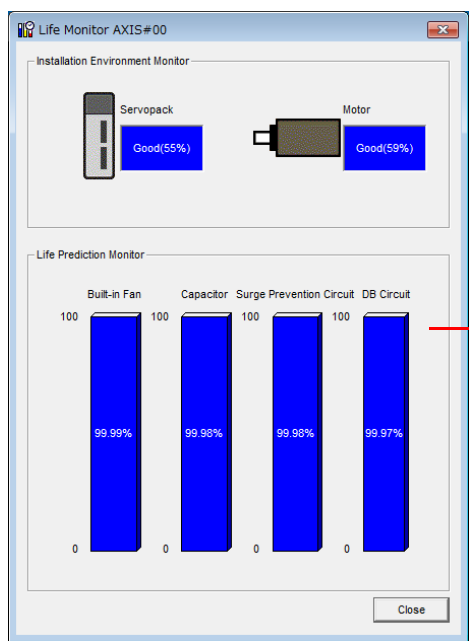 Life Monitor AXIS#00
Installation Environment Monitor
Servopack
Motor
Good(55%)
Good(59%)
Life Prediction Monitor
Built-in Fan Capacitor Surge Prevention Circuit DB Circuit
100 100 100 100
99.99% 99.98% 99.98% 99.97%
0 0 0 0
Close